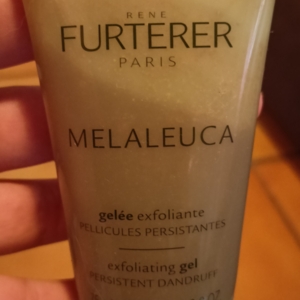 RENE
FURTERER
PARIS
MELALEUCA
gelée exfoliante
PELLICULES PERSISTANTES
exfoliating gel
PERSISTENT DANDRUFF